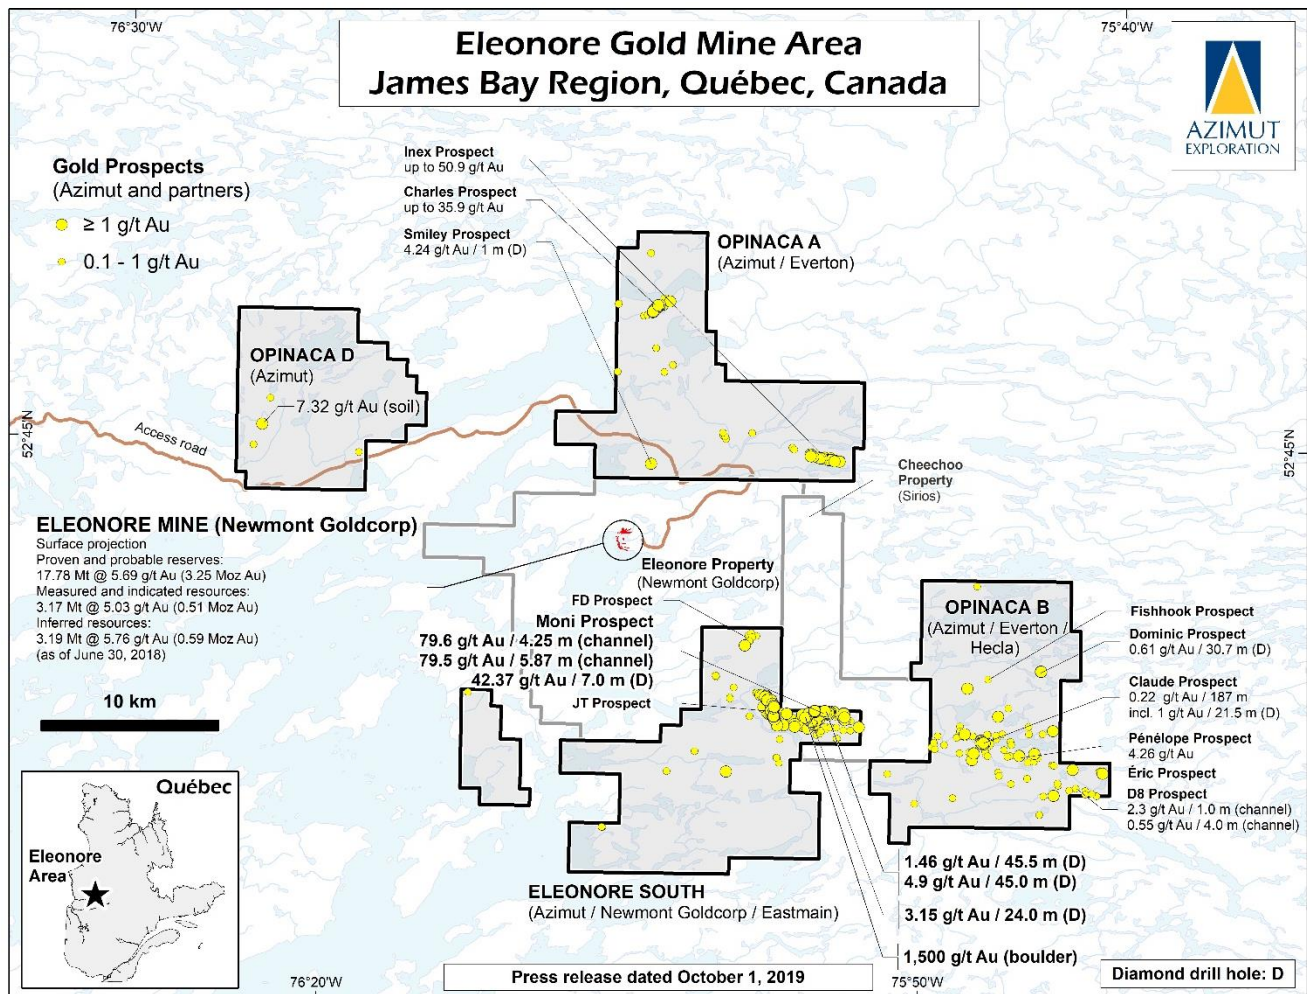 76°30'W
75°40'W
Eleonore Gold Mine Area
James Bay Region, Québec, Canada
AZIMUT
EXPLORATION
Gold Prospects
(Azimut and partners)
≥ 1 g/t Au
0.1 - 1 g/t Au
Inex Prospect
up to 50.9 g/t Au
Charles Prospect
up to 35.9 g/t Au
Smiley Prospect
4.24 g/t Au / 1 m (D)
OPINACA A
(Azimut / Everton)
OPINACA D
(Azimut)
7.32 g/t Au (soil)
Access road
52°45'N
52°45'N
Cheechoo
Property
(Sirios)
ELEONORE MINE (Newmont Goldcorp)
Surface projection
Proven and probable reserves:
17.78 Mt @ 5.69 g/t Au (3.25 Moz Au)
Measured and indicated resources:
3.17 Mt @ 5.03 g/t Au (0.51 Moz Au)
Inferred resources:
3.19 Mt @ 5.76 g/t Au (0.59 Moz Au)
(as of June 30, 2018)
10 km
Eleonore Property
(Newmont Goldcorp)
FD Prospect
Moni Prospect
79.6 g/t Au / 4.25 m (channel)
79.5 g/t Au / 5.87 m (channel)
42.37 g/t Au / 7.0 m (D)
JT Prospect
OPINACA B
(Azimut / Everton /
Hecla)
Fishhook Prospect
Dominic Prospect
0.61 g/t Au / 30.7 m (D)
Claude Prospect
0.22 g/t Au / 187 m
incl. 1 g/t Au / 21.5 m (D)
Pénélope Prospect
4.26 g/t Au
Éric Prospect
D8 Prospect
2.3 g/t Au / 1.0 m (channel)
0.55 g/t Au / 4.0 m (channel)
1.46 g/t Au / 45.5 m (D)
4.9 g/t Au / 45.0 m (D)
3.15 g/t Au / 24.0 m (D)
1,500 g/t Au (boulder)
ELEONORE SOUTH
(Azimut / Newmont Goldcorp / Eastmain)
Québec
Eleonore
Area
76°20'W
Press release dated October 1, 2019
75°50'W
Diamond drill hole: D